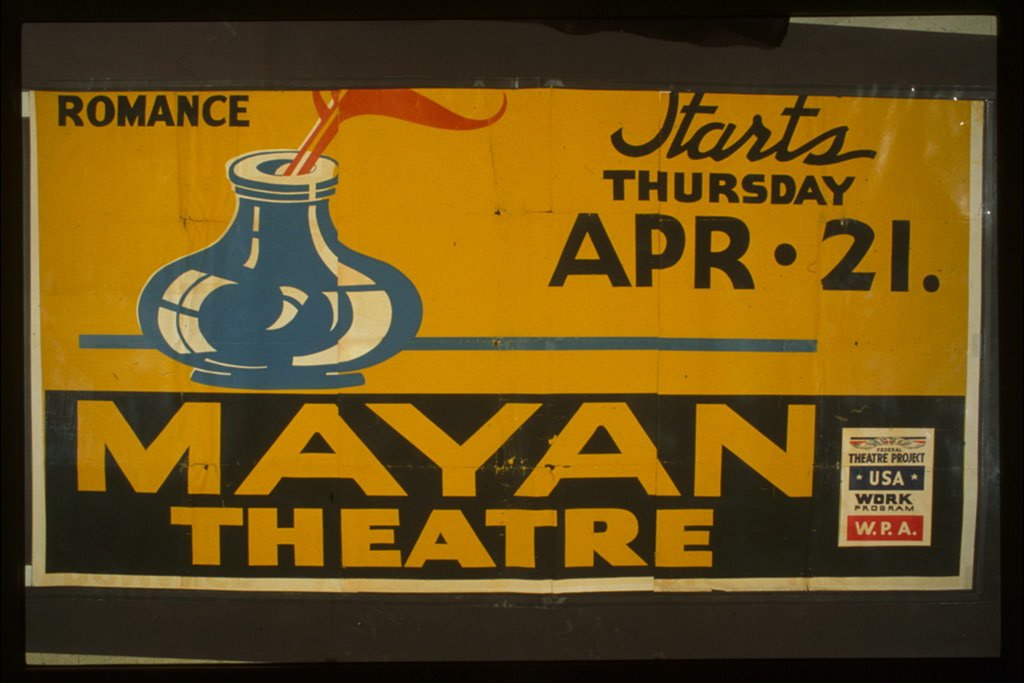 ROMANCE
Starts
THURSDAY
APR • 21.
MAYAN
THEATRE
FEDERAL
THEATRE PROJECT
USA
WORK
PROGRAM
W.P.A.